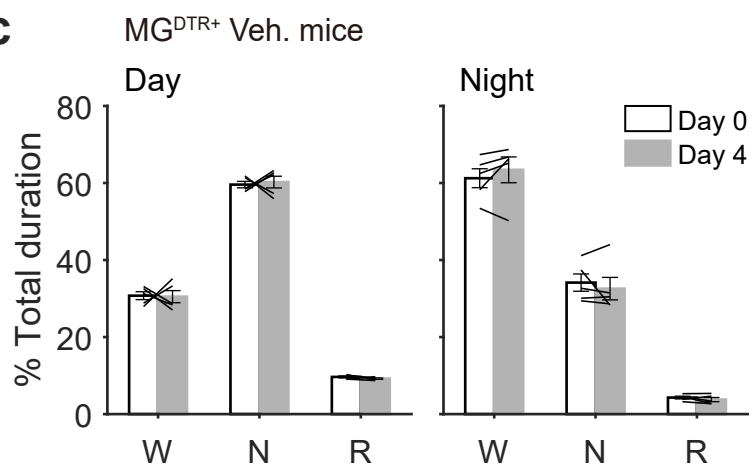 c
MGDTR+ Veh. mice
Day
Night
Day 0
Day 4
% Total duration
80
60
40
20
0
W N R
W N R